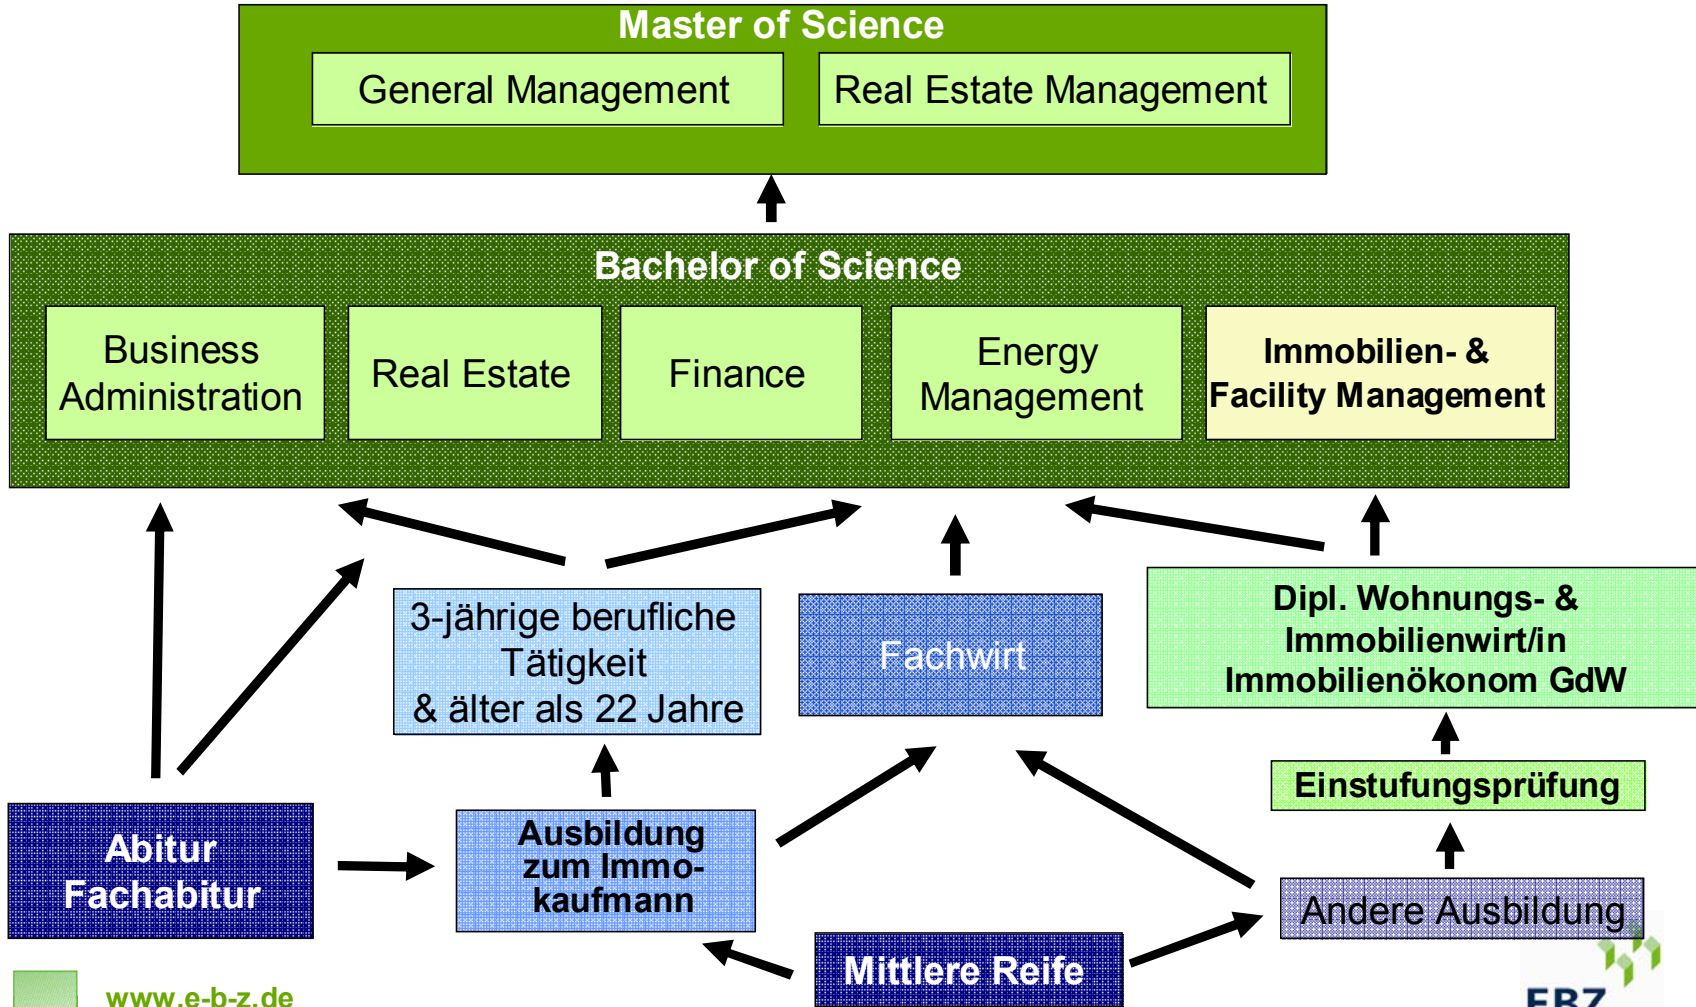 Master of Science
General Management
Real Estate Management
Bachelor of Science
Business
Administration
Real Estate
Finance
Energy
Management
Immobilien- &
Facility Management
3-jährige berufliche
Tätigkeit
& älter als 22 Jahre
Fachwirt
Dipl. Wohnungs- &
Immobilienwirt/in
Immobilienökonom GdW
Einstufungsprüfung
Abitur
Fachabitur
Ausbildung
zum Immo-
kaufmann
Andere Ausbildung
Mittlere Reife
www.e-b-z.de
EBZ